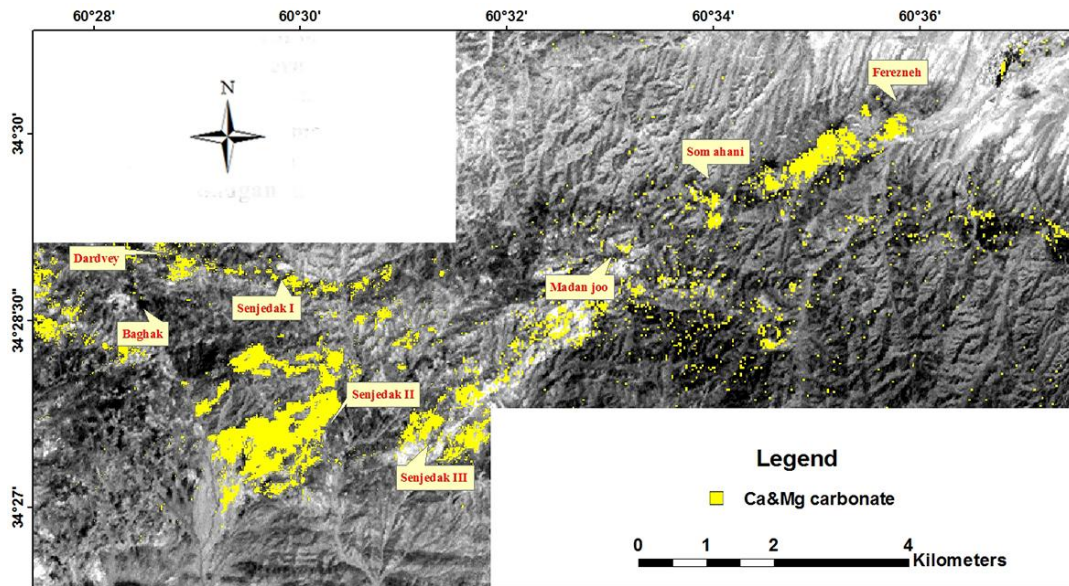 60°28' 60°30' 60°32' 60°34' 60°36'
Ferezneh
N
34°30'
Som ahani
Dardvey
Madan joo
Senjedak I
34°28'30"
Baghak
Senjedak II
Legend
Senjedak III
Ca&Mg carbonate
34°27'
0 1 2 4
Kilometers